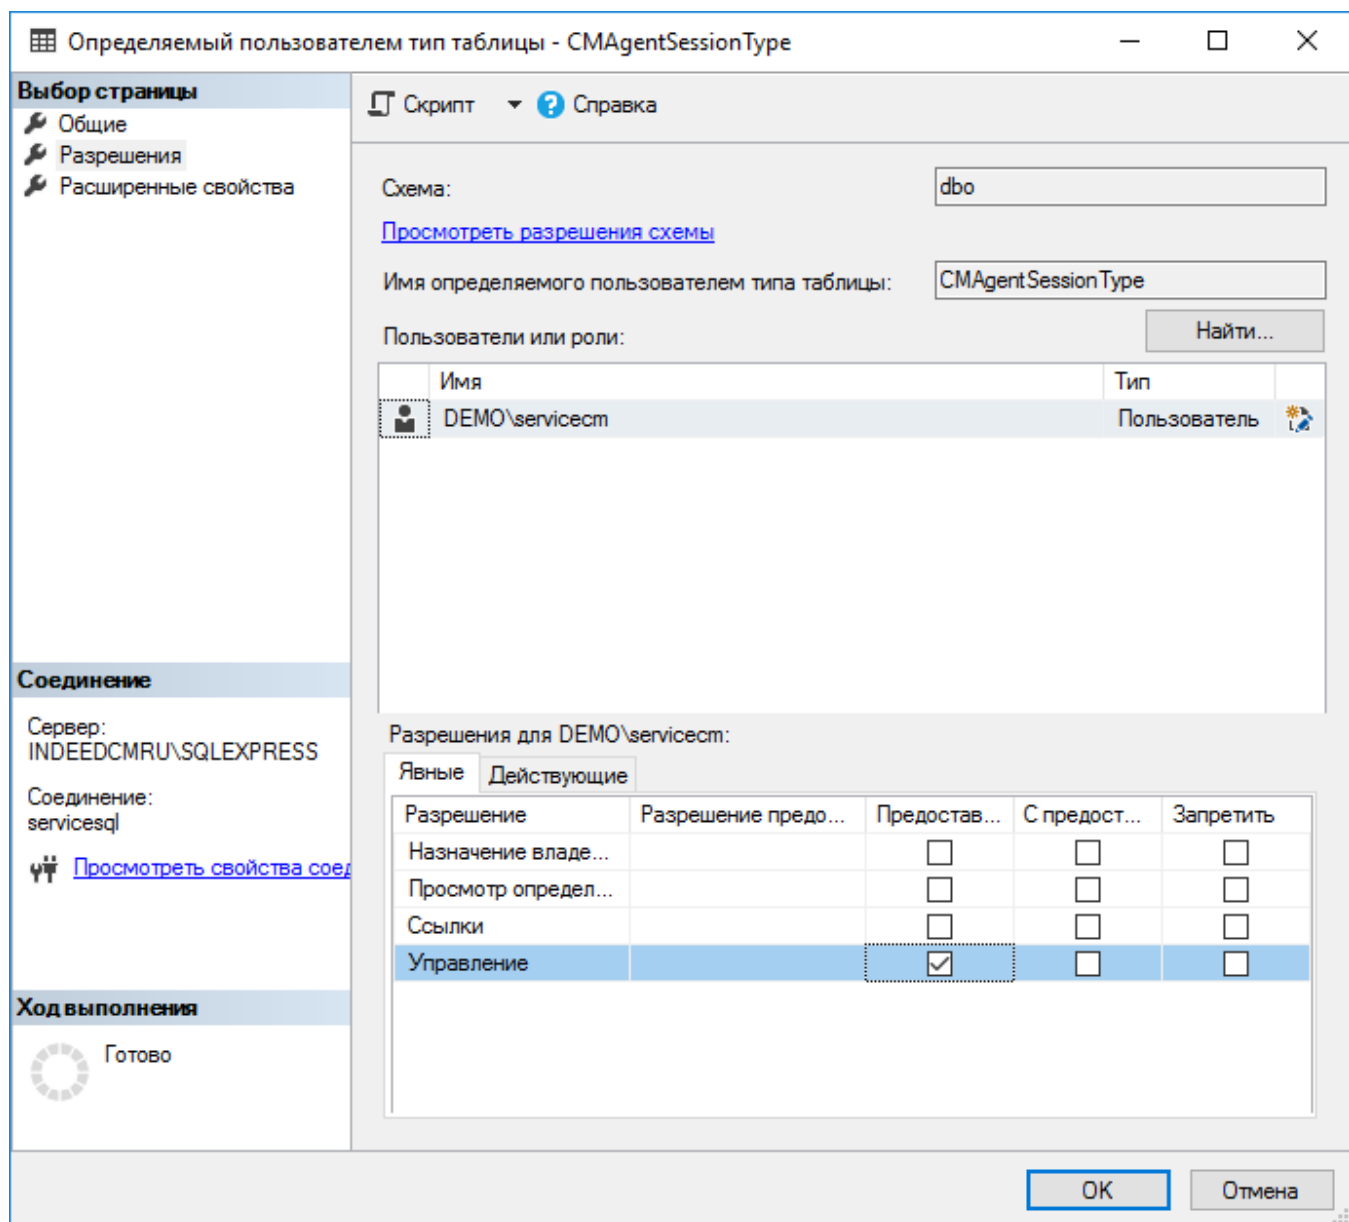 Определяемый пользователем тип таблицы - CMAgentSessionType
Выбор страницы
Общие
Разрешения
Расширенные свойства
Скрипт
Справка
Схема:
dbo
Просмотреть разрешения схемы
Имя определяемого пользователем типа таблицы:
CMAgentSessionType
Пользователи или роли:
Найти...
Имя Тип
DEMO\servicecm Пользователь
Соединение
Сервер:
INDEEDCMRU\SQLEXPRESS
Соединение:
servicesql
Просмотреть свойства соед
Разрешения для DEMO\servicecm:
Явные Действующие
Разрешение Разрешение предо... Предостав... С предост... Запретить
Назначение владе...
Просмотр определ...
Ссылки
Управление
Ход выполнения
Готово
OK Отмена